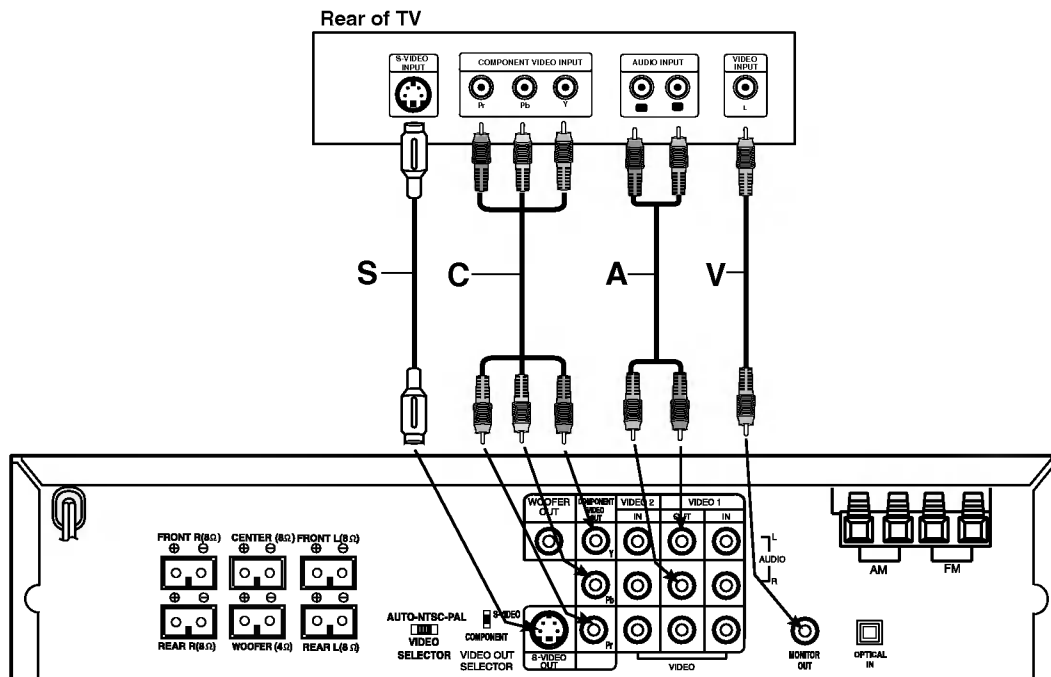 Rear of TV
S-VIDEO
INPUT
COMPONENT VIDEO INPUT
Pr
Pb
Y
AUDIO INPUT
VIDEO
INPUT
L
S
C
A
V
WOOFER
OUT
COMPONENT
VIDEO
OUT
VIDEO 2
IN
VIDEO 1
OUT
IN
Y
Pb
Pr
L
AUDIO
R
AM
FM
FRONT R(8Ω)
CENTER (8Ω)
FRONT L(8Ω)
⊕ ⊖
⊕ ⊖
⊕ ⊖
⊕ ⊖
⊕ ⊖
⊕ ⊖
REAR R(8Ω)
WOOFER (4Ω)
REAR L(8Ω)
AUTO-NTSC-PAL
VIDEO
SELECTOR
S-VIDEO
COMPONENT
VIDEO OUT
SELECTOR
S-VIDEO
OUT
VIDEO
MONITOR
OUT
OPTICAL
IN